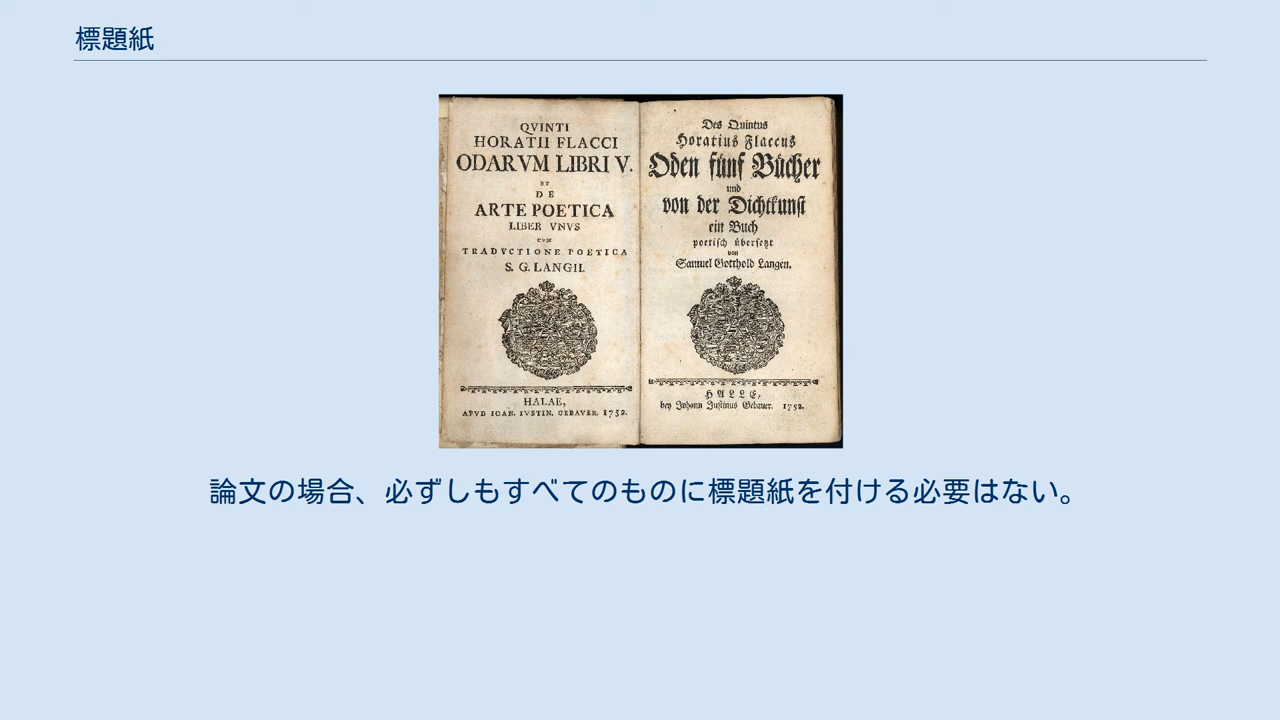 標題紙
QVINTI
HORATII FLACCI
ODARVM LIBRI V.
ET
DE
ARTE POETICA
LIBER VNVS
CVM
TRADVCTIONE POETICA
S. G. LANGII.
HALAE,
APVD IOAN. IVSTIN. GEBAVER. 1752.
Des Quintus
Horatius Flaccus
Oden fünf Bücher
und
von der Dichtkunst
ein Buch
poetisch übersetzt
von
Samuel Gotthold Langen.
HALLE,
bey Johann Justinus Gebauer. 1752.
論文の場合、必ずしもすべてのものに標題紙を付ける必要はない。